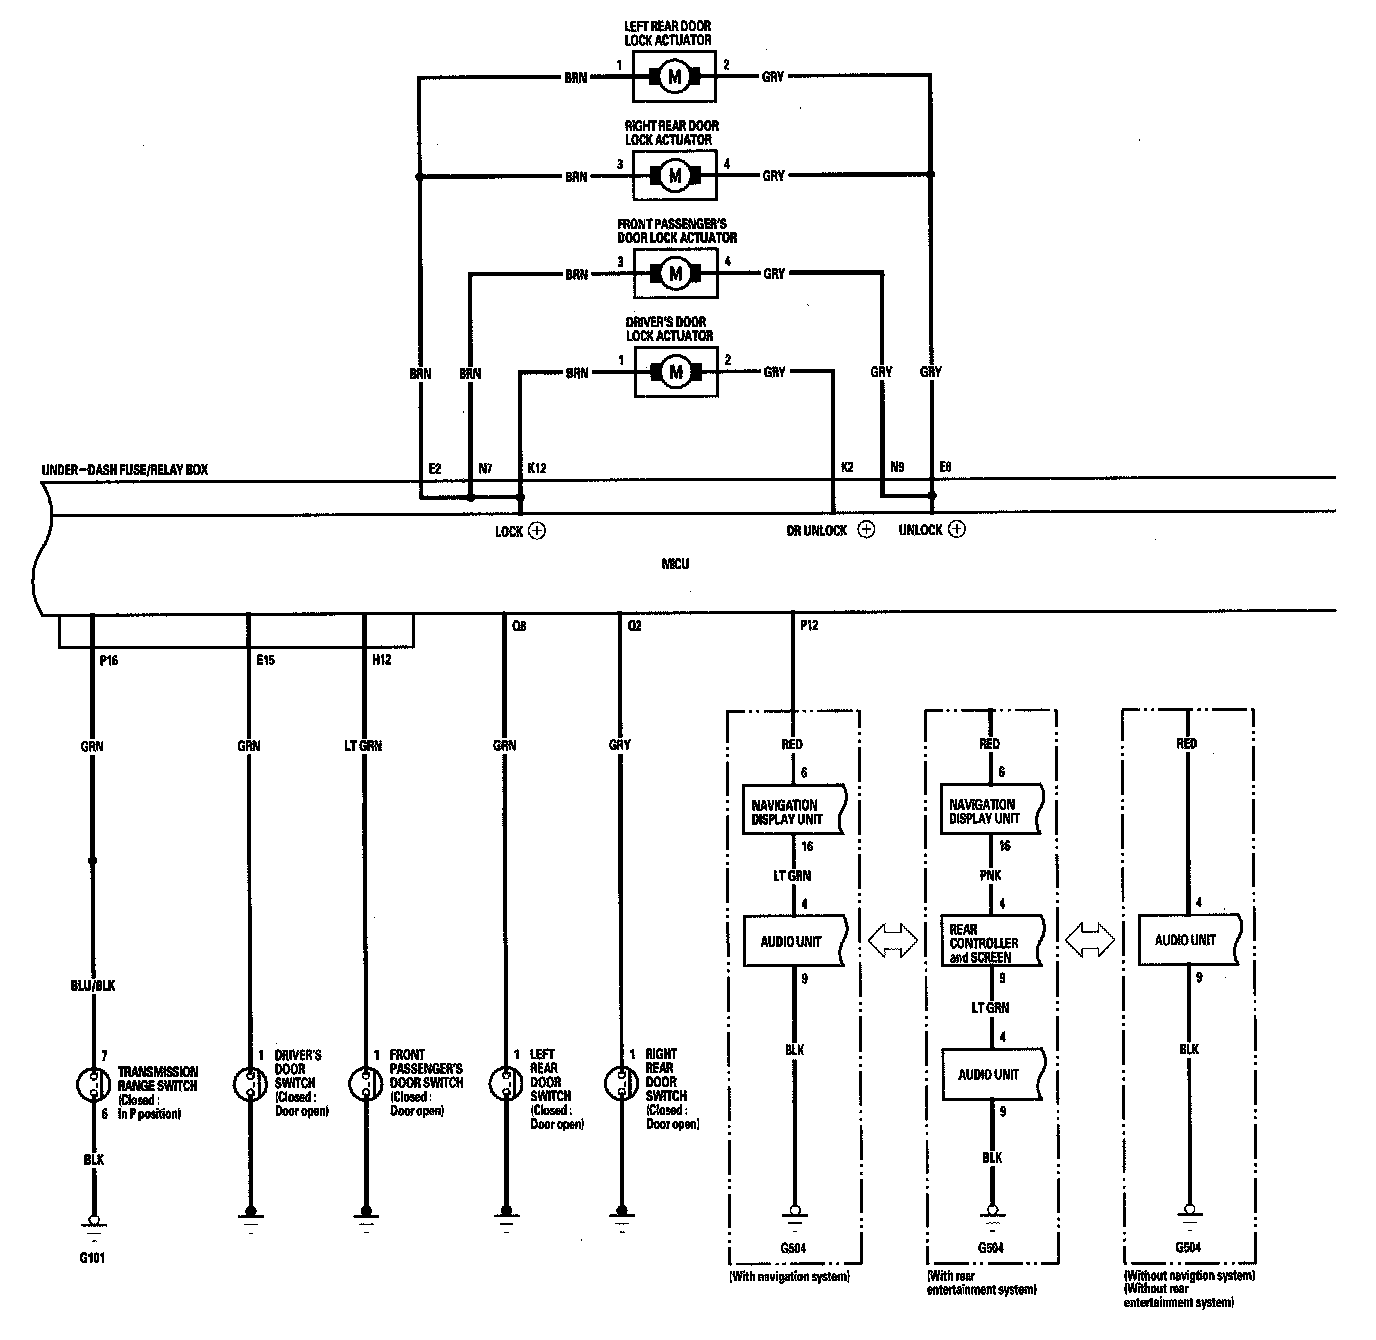 LEFT REAR DOOR
LOCK ACTUATOR
1 M 2
BRN GRY
RIGHT REAR DOOR
LOCK ACTUATOR
3 M 4
BRN GRY
FRONT PASSENGER'S
DOOR LOCK ACTUATOR
3 M 4
BRN GRY
DRIVER'S DOOR
LOCK ACTUATOR
1 M 2
BRN BRN BRN GRY GRY GRY
UNDER-DASH FUSE/RELAY BOX
E2 N7 K12 K2 N9 E6
LOCK + DR UNLOCK + UNLOCK +
MICU
P16 E15 H12 Q8 Q2 P12
GRN GRN LT GRN GRN GRY RED RED RED
6 6
NAVIGATION
DISPLAY UNIT
NAVIGATION
DISPLAY UNIT
16 16
LT GRN PNK
4 4 4
AUDIO UNIT
REAR
CONTROLLER
and SCREEN
AUDIO UNIT
9 9 9
BLU/BLK
LT GRN
4
BLK BLK
AUDIO UNIT
9
BLK
7
TRANSMISSION
RANGE SWITCH
(Closed :
In P position)
6
BLK
1 DRIVER'S
DOOR
SWITCH
(Closed :
Door open)
1 FRONT
PASSENGER'S
DOOR SWITCH
(Closed :
Door open)
1 LEFT
REAR
DOOR
SWITCH
(Closed :
Door open)
1 RIGHT
REAR
DOOR
SWITCH
(Closed :
Door open)
G101 G504 G504 G504
(With navigation system)
(With rear
entertainment system)
(Without navigtion system)
(Without rear
entertainment system)